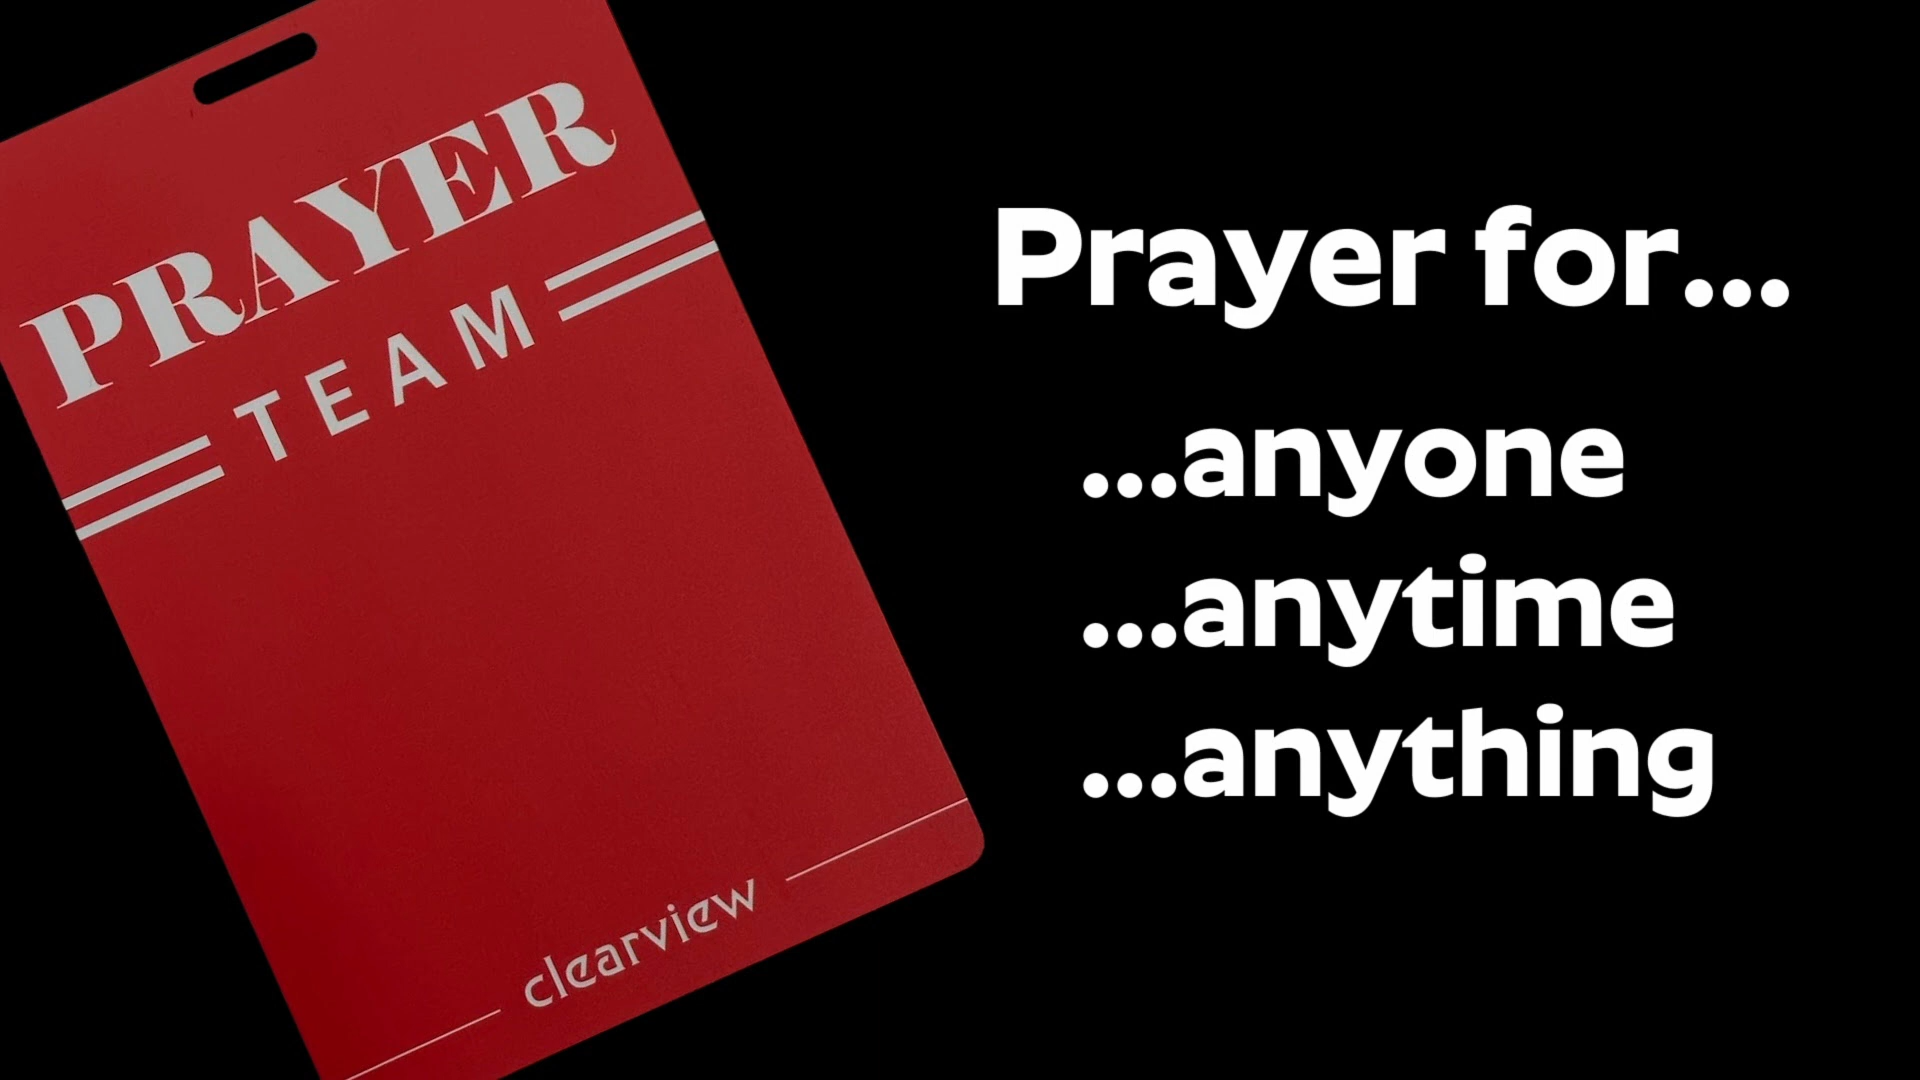 PRAYER
TEAM
clearview
Prayer for...
...anyone
...anytime
...anything